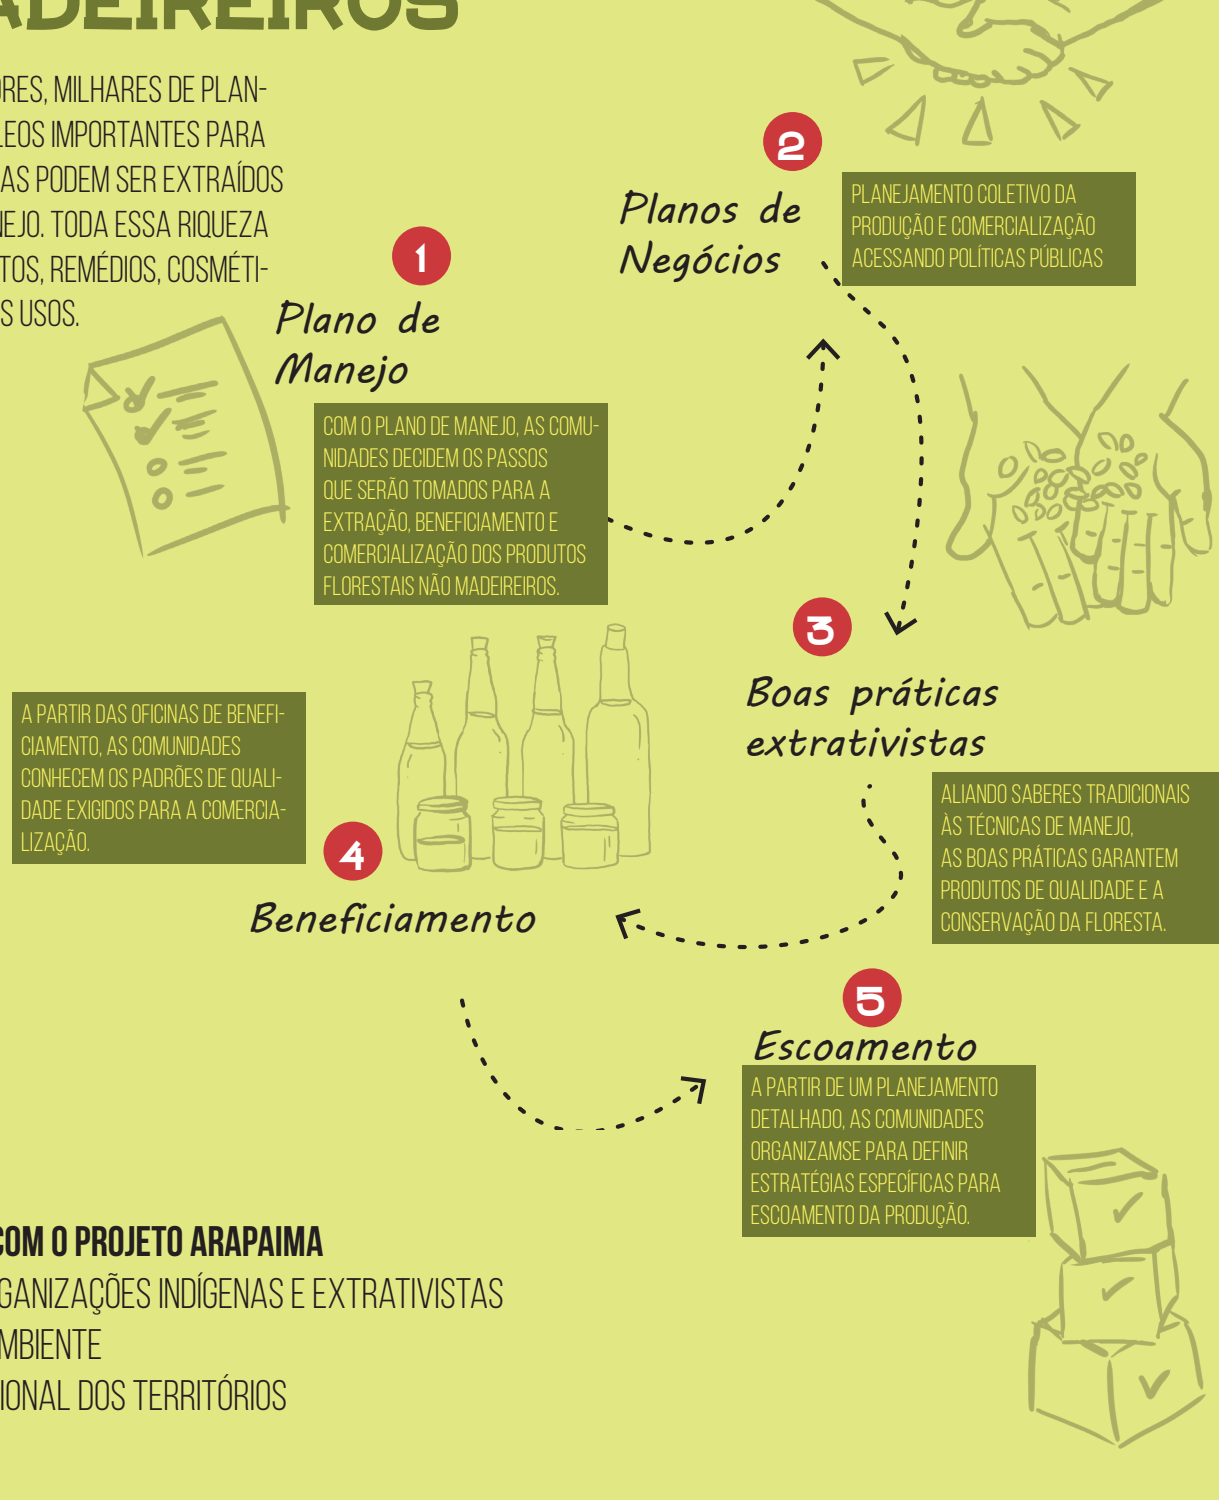 ADEIREIROS
ORES, MILHARES DE PLAN-
LEOS IMPORTANTES PARA
AS PODEM SER EXTRAÍDOS
NEJO. TODA ESSA RIQUEZA
TOS, REMÉDIOS, COSMÉTI-
S USOS.
1
Plano de
Manejo
COM O PLANO DE MANEJO, AS COMU-
NIDADES DECIDEM OS PASSOS
QUE SERÃO TOMADOS PARA A
EXTRAÇÃO, BENEFICIAMENTO E
COMERCIALIZAÇÃO DOS PRODUTOS
FLORESTAIS NÃO MADEIREIROS.
2
Planos de
Negócios
PLANEJAMENTO COLETIVO DA
PRODUÇÃO E COMERCIALIZAÇÃO
ACESSANDO POLÍTICAS PÚBLICAS
3
Boas práticas
extrativistas
ALIANDO SABERES TRADICIONAIS
ÀS TÉCNICAS DE MANEJO,
AS BOAS PRÁTICAS GARANTEM
PRODUTOS DE QUALIDADE E A
CONSERVAÇÃO DA FLORESTA.
A PARTIR DAS OFICINAS DE BENEFI-
CIAMENTO, AS COMUNIDADES
CONHECEM OS PADRÕES DE QUALI-
DADE EXIGIDOS PARA A COMERCIA-
LIZAÇÃO.
4
Beneficiamento
5
Escoamento
A PARTIR DE UM PLANEJAMENTO
DETALHADO, AS COMUNIDADES
ORGANIZAMSE PARA DEFINIR
ESTRATÉGIAS ESPECÍFICAS PARA
ESCOAMENTO DA PRODUÇÃO.
COM O PROJETO ARAPAIMA
GANIZAÇÕES INDÍGENAS E EXTRATIVISTAS
MBIENTE
IONAL DOS TERRITÓRIOS